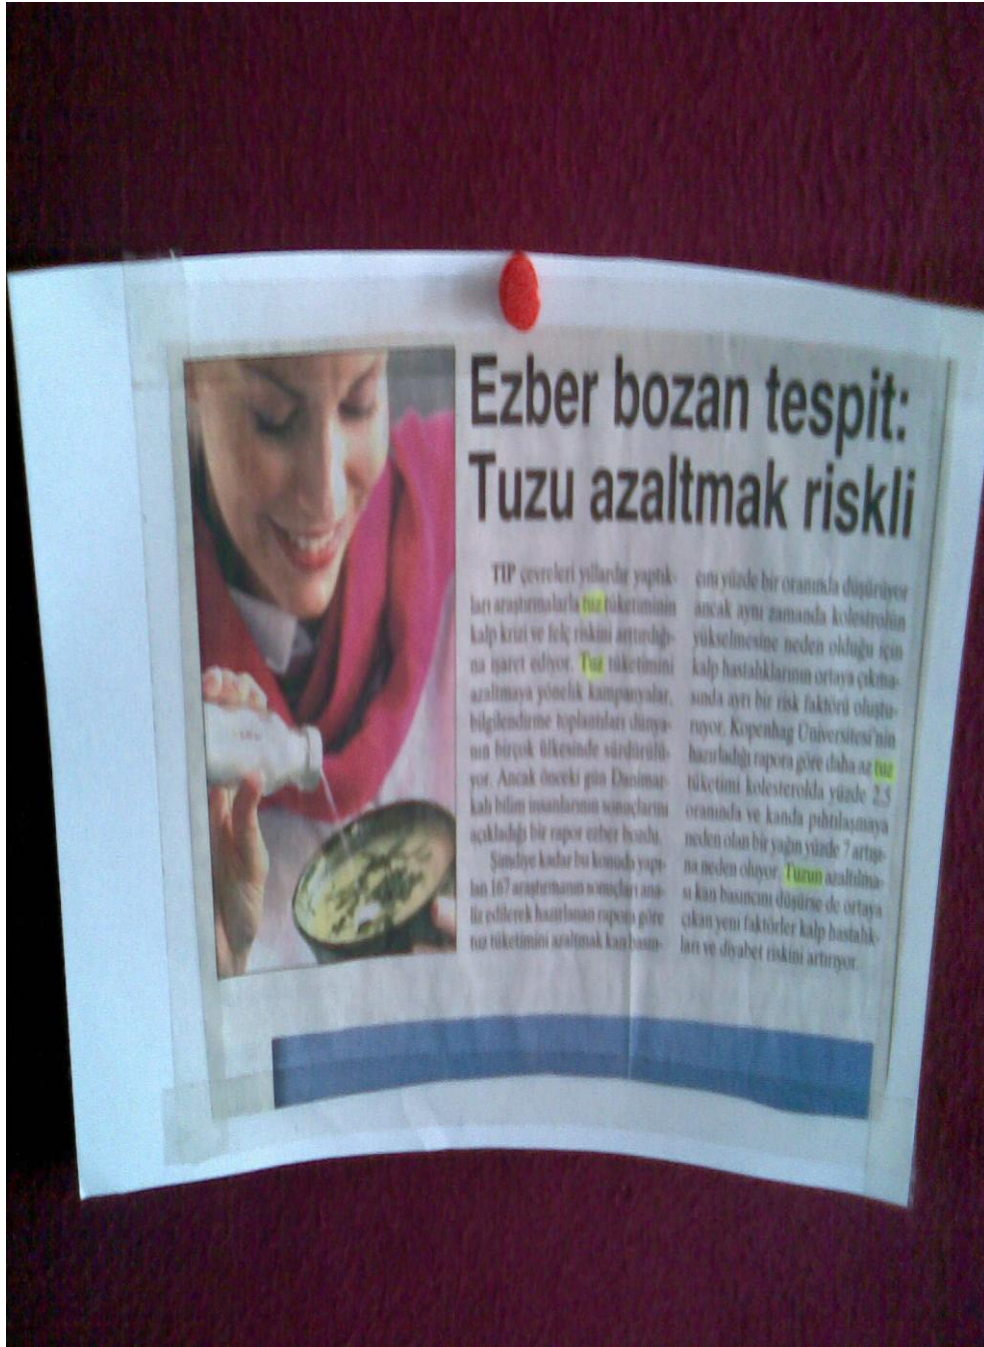 Ezber bozan tespit:
Tuzu azaltmak riskli
TIP çevreleri yıllardır yaptık-
ları araştırmalarla tuz tüketiminin
kalp krizi ve felç riskini arttırdığı-
na işaret ediyor. Tuz tüketimini
azaltmaya yönelik kampanyalar,
bilgilendirme toplantıları dünya-
nın birçok ülkesinde sürdürülü-
yor. Ancak önceki gün Danimar-
kalı bilim insanlarının sonuçlarını
açıkladığı bir rapor ezber bozdu.
Şimdiye kadar bu konuda yapı-
lan 167 araştırmanın sonuçları ana-
liz edilerek hazırlanan rapora göre
tuz tüketimini azaltmak kan basın-
cını yüzde bir oranında düşürüyor
ancak aynı zamanda kolestrolün
yükselmesine neden olduğu için
kalp hastalıklarının ortaya çıkma-
sında ayrı bir risk faktörü oluştu-
ruyor. Kopenhag Üniversitesi'nin
hazırladığı rapora göre daha az tuz
tüketimi kolesterolda yüzde 2,5
oranında ve kanda pıhtılaşmaya
neden olan bir yağın yüzde 7 artışı-
na neden oluyor. Tuzun azaltılma-
sı kan basıncını düşürse de ortaya
çıkan yeni faktörler kalp hastalık-
ları ve diyabet riskini artırıyor.